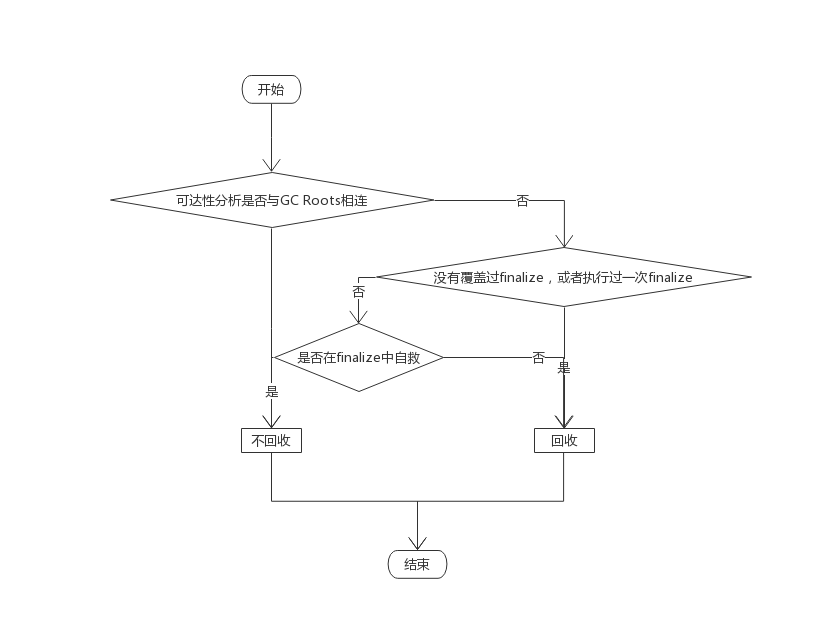 开始
可达性分析是否与GC Roots相连
否
没有覆盖过finalize，或者执行过一次finalize
否
是否在finalize中自救
否
是
是
不回收
回收
结束